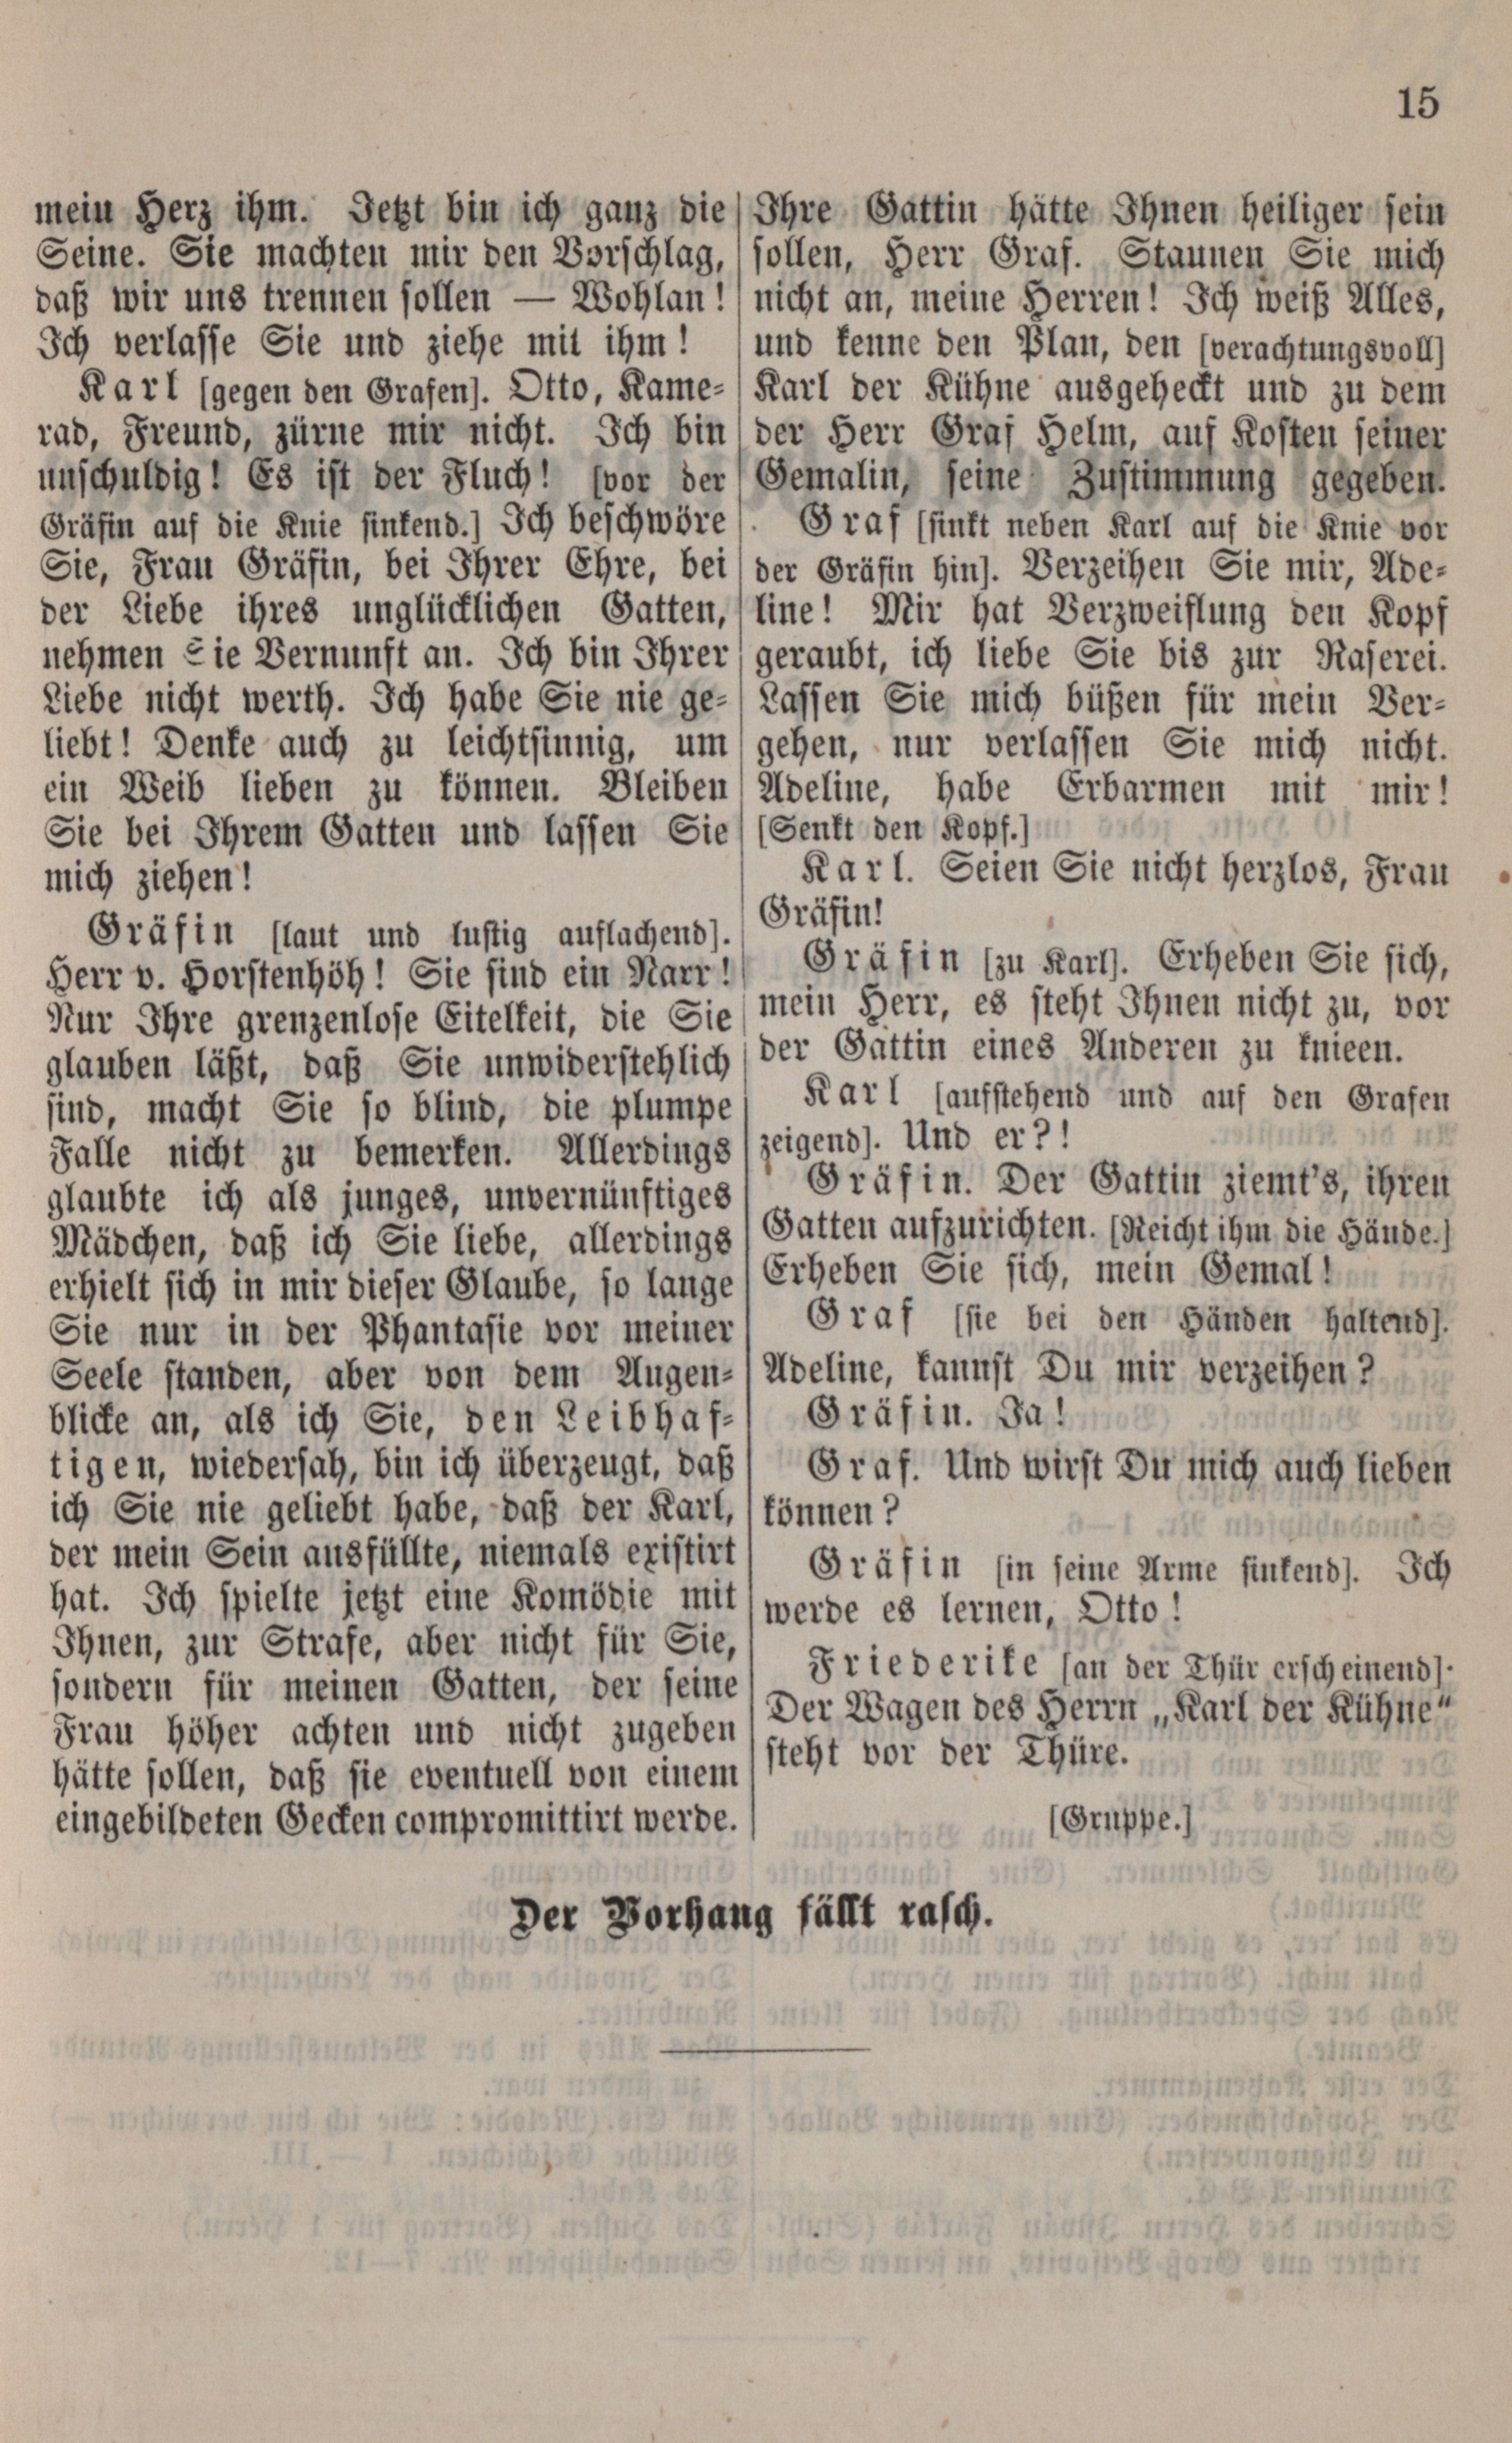 15
mein Herz ihm. Jetzt bin ich ganz die
Seine. Sie machten mir den Vorschlag,
daß wir uns trennen sollen — Wohlan!
Ich verlasse Sie und ziehe mit ihm!
Karl [gegen den Grafen]. Otto, Kame-
rad, Freund, zürne mir nicht. Ich bin
unschuldig! Es ist der Fluch! [vor der
Gräfin auf die Knie sinkend.] Ich beschwöre
Sie, Frau Gräfin, bei Ihrer Ehre, bei
der Liebe ihres unglücklichen Gatten,
nehmen Sie Vernunft an. Ich bin Ihrer
Liebe nicht werth. Ich habe Sie nie ge-
liebt! Denke auch zu leichtsinnig, um
ein Weib lieben zu können. Bleiben
Sie bei Ihrem Gatten und lassen Sie
mich ziehen!
Gräfin [laut und lustig auflachend].
Herr v. Horstenhöh! Sie sind ein Narr!
Nur Ihre grenzenlose Eitelkeit, die Sie
glauben läßt, daß Sie unwiderstehlich
sind, macht Sie so blind, die plumpe
Falle nicht zu bemerken. Allerdings
glaubte ich als junges, unvernünftiges
Mädchen, daß ich Sie liebe, allerdings
erhielt sich in mir dieser Glaube, so lange
Sie nur in der Phantasie vor meiner
Seele standen, aber von dem Augen-
blicke an, als ich Sie, den Leibhaf-
tigen, wiedersah, bin ich überzeugt, daß
ich Sie nie geliebt habe, daß der Karl,
der mein Sein ausfüllte, niemals existirt
hat. Ich spielte jetzt eine Komödie mit
Ihnen, zur Strafe, aber nicht für Sie,
sondern für meinen Gatten, der seine
Frau höher achten und nicht zugeben
hätte sollen, daß sie eventuell von einem
eingebildeten Gecken compromittirt werde.
Ihre Gattin hätte Ihnen heiliger sein
sollen, Herr Graf. Staunen Sie mich
nicht an, meine Herren! Ich weiß Alles,
und kenne den Plan, den [verachtungsvoll]
Karl der Kühne ausgeheckt und zu dem
der Herr Graf Helm, auf Kosten seiner
Gemalin, seine Zustimmung gegeben.
Graf [sinkt neben Karl auf die Knie vor
der Gräfin hin]. Verzeihen Sie mir, Ade-
line! Mir hat Verzweiflung den Kopf
geraubt, ich liebe Sie bis zur Raserei.
Lassen Sie mich büßen für mein Ver-
gehen, nur verlassen Sie mich nicht.
Adeline, habe Erbarmen mit mir!
[Senkt den Kopf.]
Karl. Seien Sie nicht herzlos, Frau
Gräfin!
Gräfin [zu Karl]. Erheben Sie sich,
mein Herr, es steht Ihnen nicht zu, vor
der Gattin eines Anderen zu knieen.
Karl [aufstehend und auf den Grafen
zeigend]. Und er?!
Gräfin. Der Gattin ziemt's, ihren
Gatten aufzurichten. [Reicht ihm die Hände.]
Erheben Sie sich, mein Gemal!
Graf [sie bei den Händen haltend].
Adeline, kannst Du mir verzeihen?
Gräfin. Ja!
Graf. Und wirst Du mich auch lieben
können?
Gräfin [in seine Arme sinkend]. Ich
werde es lernen, Otto!
Friederike [an der Thür erscheinend].
Der Wagen des Herrn „Karl der Kühne“
steht vor der Thüre.
[Gruppe.]
Der Vorhang fällt rasch.